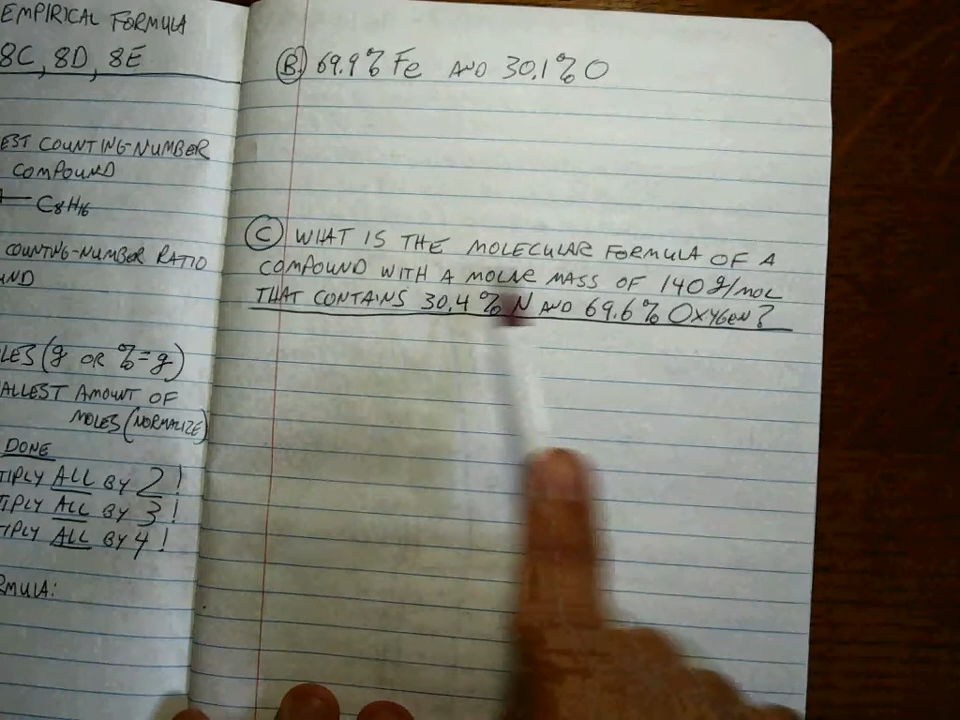 EMPIRICAL FORMULA
8C, 8D, 8E
EST COUNTING-NUMBER
COMPOUND
C8H16
COUNTING-NUMBER RATIO
UND
LES (g OR %=g)
ALLEST AMOUNT OF
MOLES (NORMALIZE)
DONE
TIPLY ALL BY 2!
TIPLY ALL BY 3!
TIPLY ALL BY 4!
RMULA:
(B.) 69.9% Fe AND 30.1% O
(C) WHAT IS THE MOLECULAR FORMULA OF A
COMPOUND WITH A MOLAR MASS OF 140 g/MOL
THAT CONTAINS 30.4% N AND 69.6% OXYGEN?